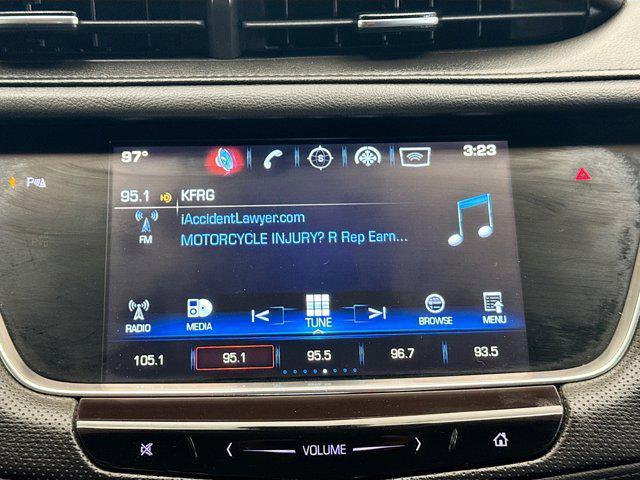 97° S 3:23
95.1 KFRG
FM iAccidentLawyer.com
MOTORCYCLE INJURY? R Rep Earn...
RADIO MEDIA TUNE BROWSE MENU
105.1 95.1 95.5 96.7 93.5
VOLUME